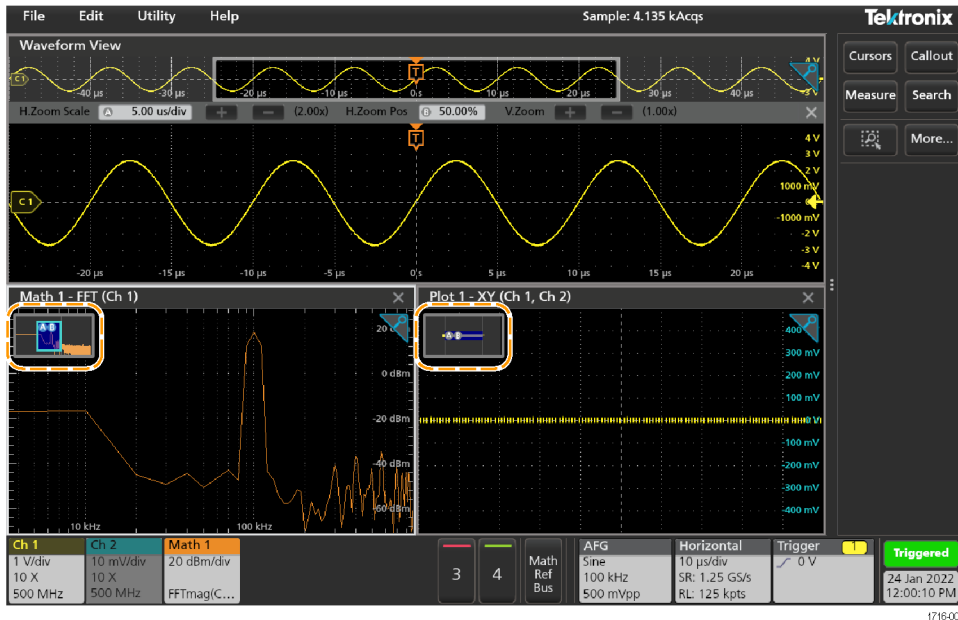 File Edit Utility Help Sample: 4.135 kAcqs Tektronix
Waveform View
Cursors Callout
C1 T
-40 µs -30 µs -20 µs -10 µs 0 s 10 µs 20 µs 30 µs 40 µs
Measure Search
H.Zoom Scale A 5.00 us/div + - (2.00x) H.Zoom Pos B 50.00% V.Zoom + - (1.00x)
More...
T 4 V
3 V
2 V
1000 mV
C 1
-1000 mV
-2 V
-3 V
-4 V
-20 µs -15 µs -10 µs -5 µs 0 s 5 µs 10 µs 15 µs 20 µs
Math 1 - FFT (Ch 1) Plot 1 - XY (Ch 1, Ch 2)
A B
A B
300 mV
0 dBm
200 mV
100 mV
-20 dBm
-100 mV
-40 dBm
-200 mV
-300 mV
-60 dBm
-400 mV
10 kHz 100 kHz
Ch 1 Ch 2 Math 1 AFG Horizontal Trigger 1
1 V/div 10 mV/div 20 dBm/div Sine 10 µs/div 0 V
Triggered
10 X 10 X 3 4 Math Ref Bus 100 kHz SR: 1.25 GS/s
500 MHz 500 MHz FFTmag(C... 500 mVpp RL: 125 kpts
24 Jan 2022
12:00:10 PM